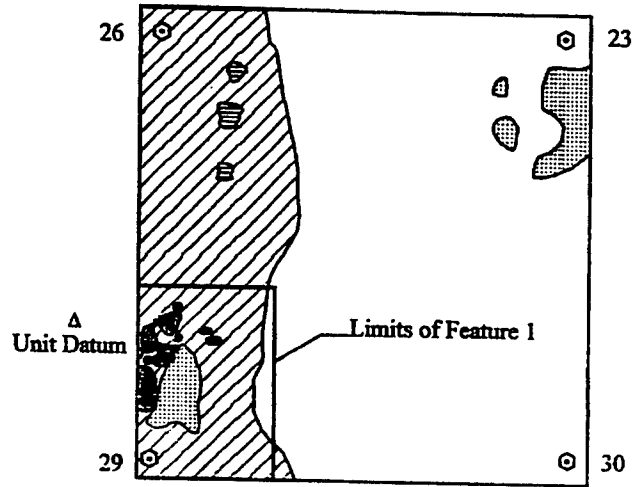 26
23
Δ
Unit Datum
Limits of Feature 1
29
30